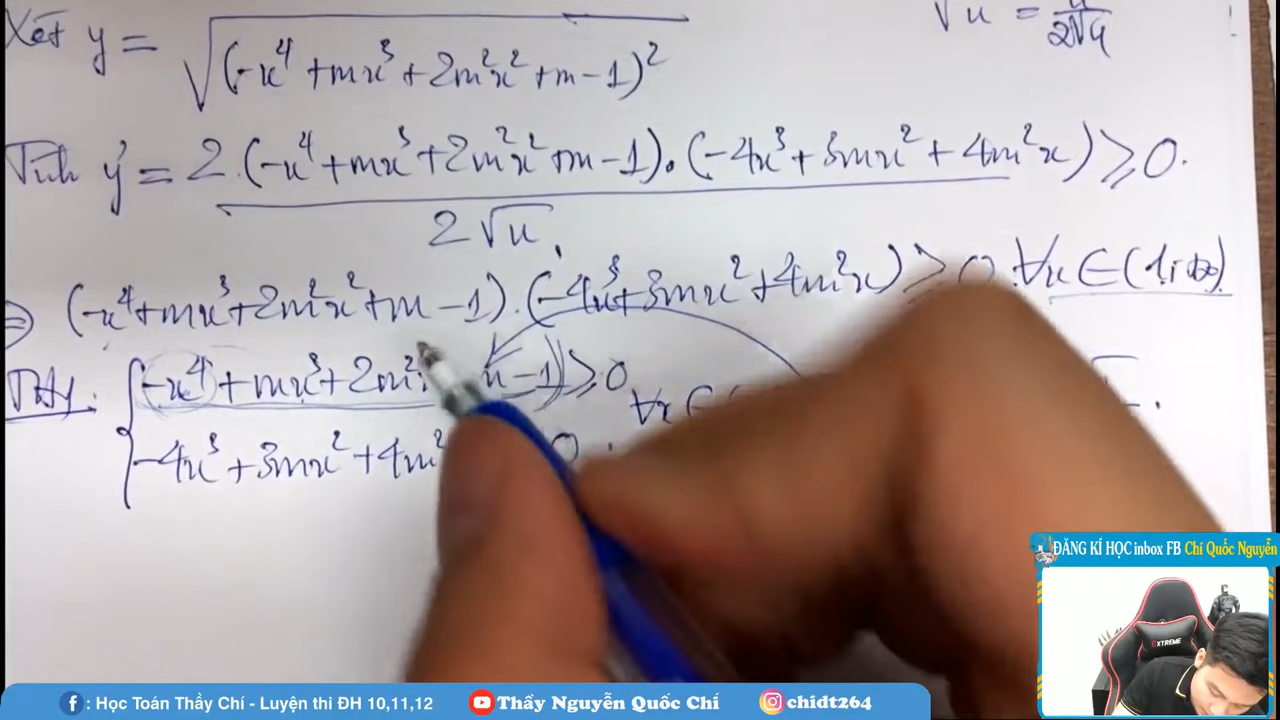 Xét y = √(-x⁴ + mx³ + 2m²x² + m - 1)²
√u = u/2√u
Tính y' = 2.(-x⁴ + mx³ + 2m²x² + m - 1).(-4x³ + 3mx² + 4m²x) ≥ 0.
2√u
(-x⁴ + mx³ + 2m²x² + m - 1).(-4x³ + 3mx² + 4m²x) ≥ 0 ∀x ∈ (1; +∞)
TH1: { (-x⁴ + mx³ + 2m² - 1) ≥ 0
∀x ∈
-4x³ + 3mx² + 4m² 0
ĐĂNG KÍ HỌC inbox FB Chí Quốc Nguyễn
EXTREME
: Học Toán Thầy Chí - Luyện thi ĐH 10,11,12
Thầy Nguyễn Quốc Chí
chidt264